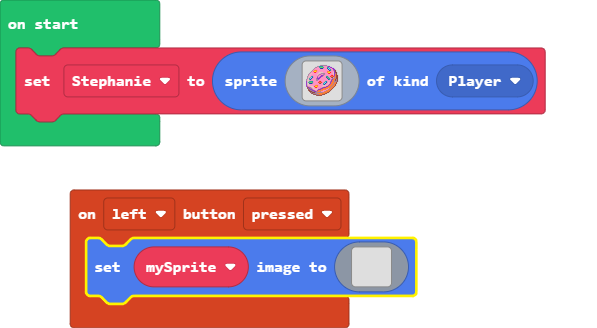 on start
set Stephanie to sprite of kind Player
on left button pressed
set mySprite image to